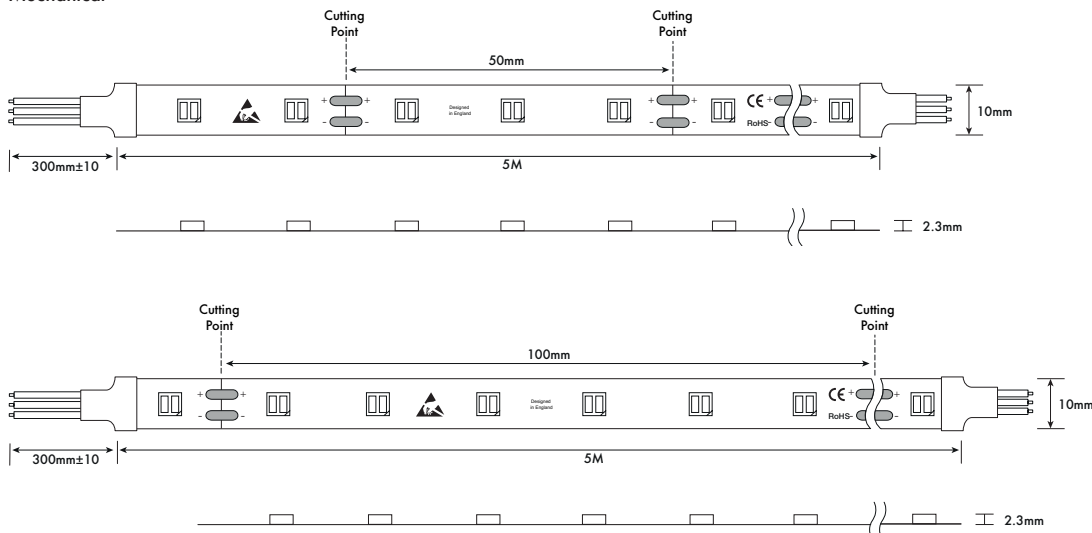 Mechanical
Cutting
Point
Cutting
Point
50mm
+ +
- -
Designed
in England
+ +
- -
CE + +
RoHS- -
10mm
300mm±10
5M
2.3mm
Cutting
Point
Cutting
Point
100mm
+ +
- -
Designed
in England
CE + +
RoHS- -
10mm
300mm±10
5M
2.3mm